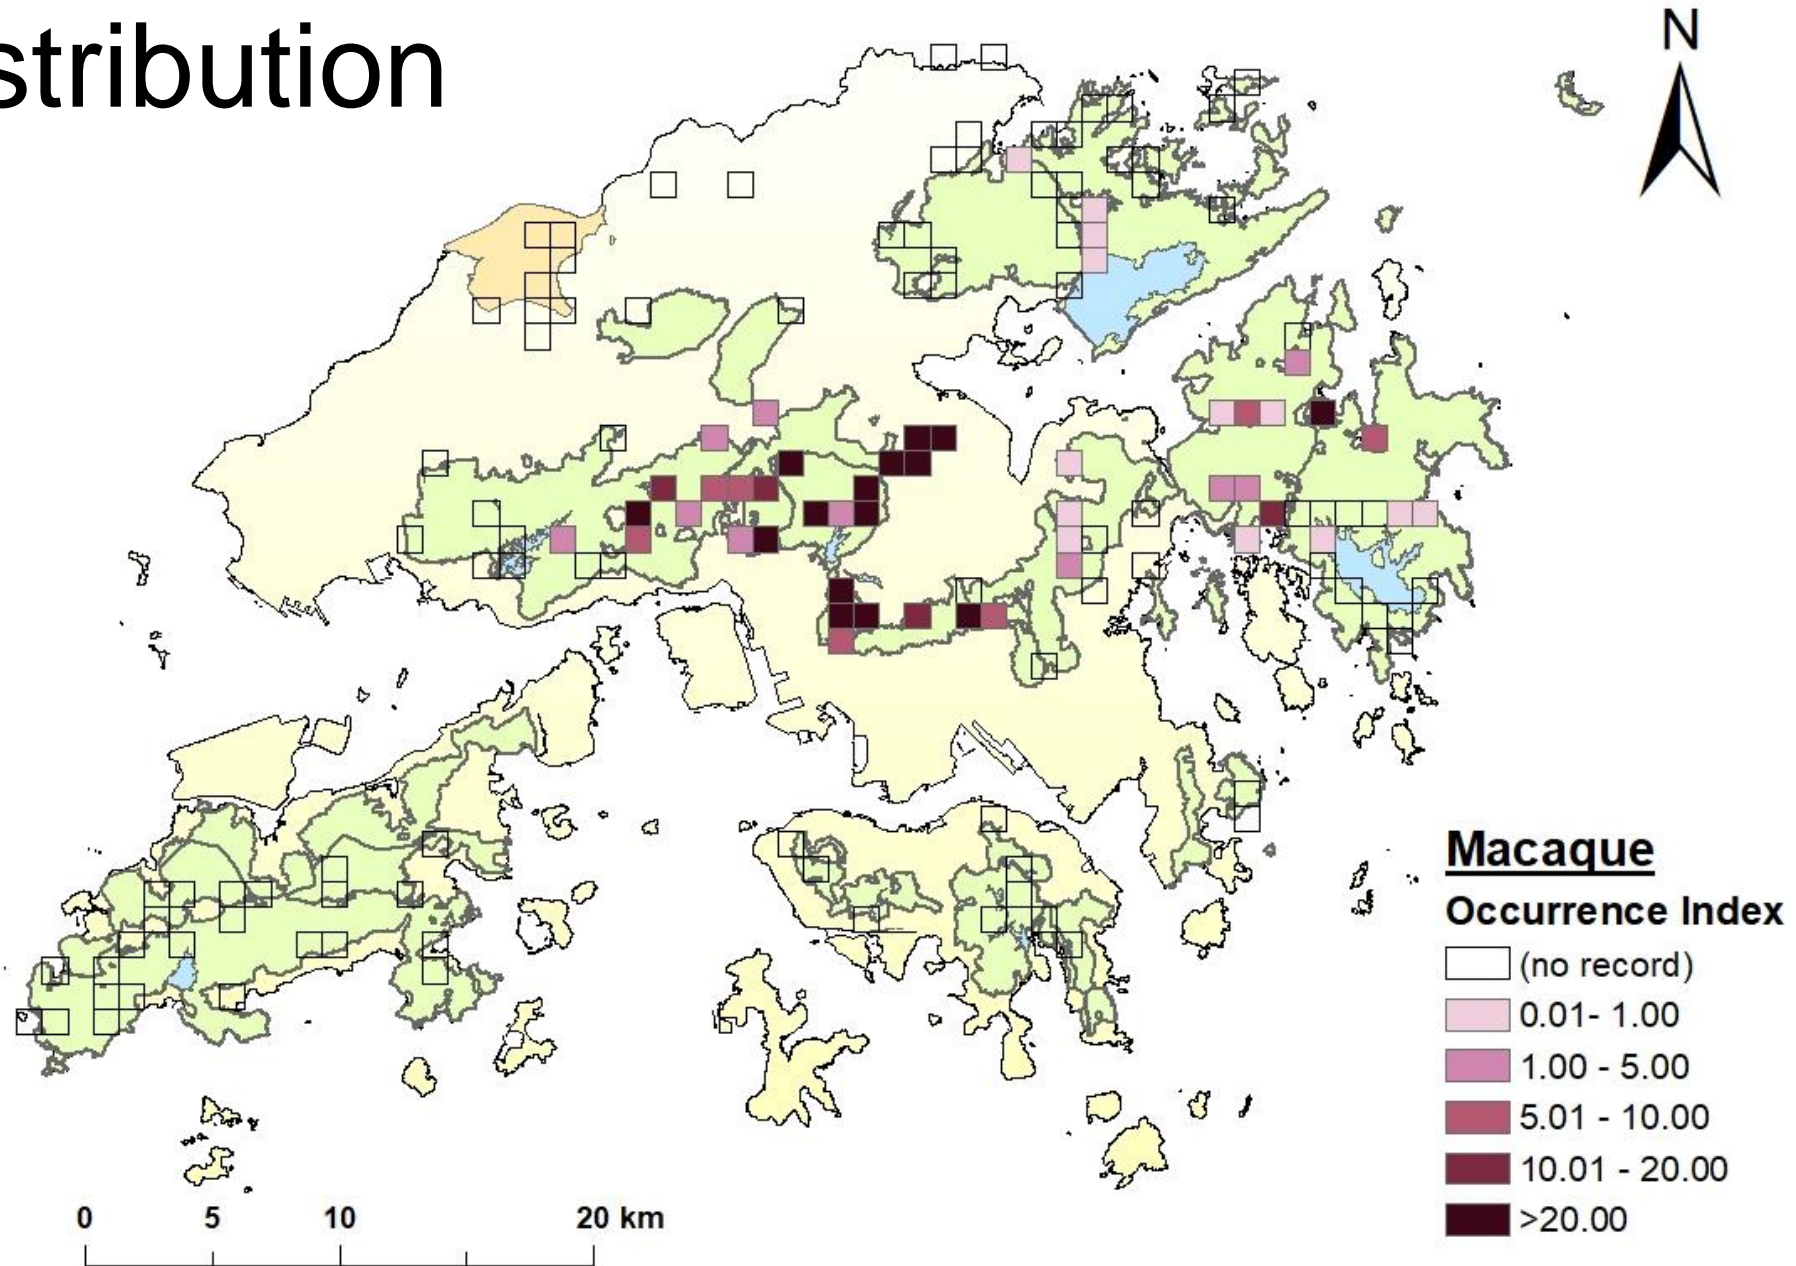 stribution
N
Macaque
Occurrence Index
(no record)
0.01- 1.00
1.00 - 5.00
5.01 - 10.00
10.01 - 20.00
>20.00
0 5 10 20 km